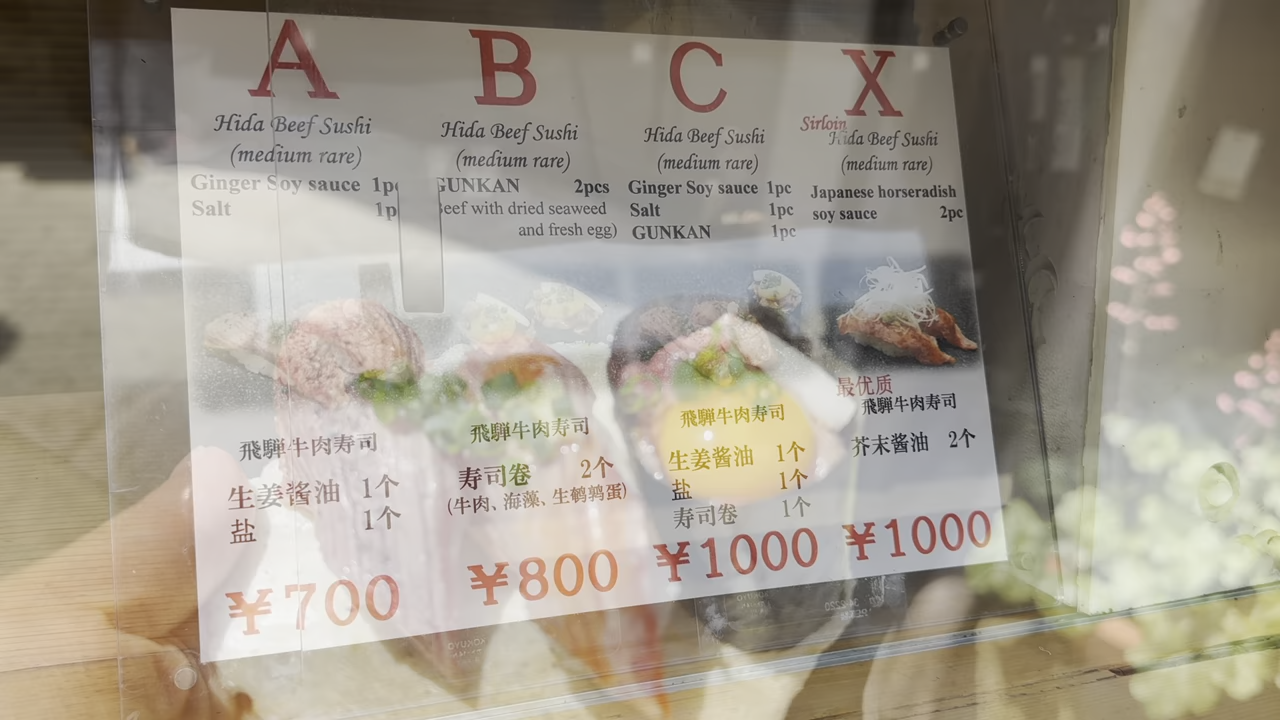 A
Hida Beef Sushi
(medium rare)
Ginger Soy sauce 1p
Salt 1p
飛騨牛肉寿司
生姜酱油 1个
盐 1个
¥700
B
Hida Beef Sushi
(medium rare)
GUNKAN 2pcs
eef with dried seaweed
and fresh egg)
飛騨牛肉寿司
寿司卷 2个
(牛肉、海藻、生鹌鹑蛋)
¥800
C
Hida Beef Sushi
(medium rare)
Ginger Soy sauce 1pc
Salt 1pc
GUNKAN 1pc
飛騨牛肉寿司
生姜酱油 1个
盐 1个
寿司卷 1个
¥1000
X
Sirloin
Hida Beef Sushi
(medium rare)
Japanese horseradish
soy sauce 2pc
最优质
飛騨牛肉寿司
芥末酱油 2个
¥1000